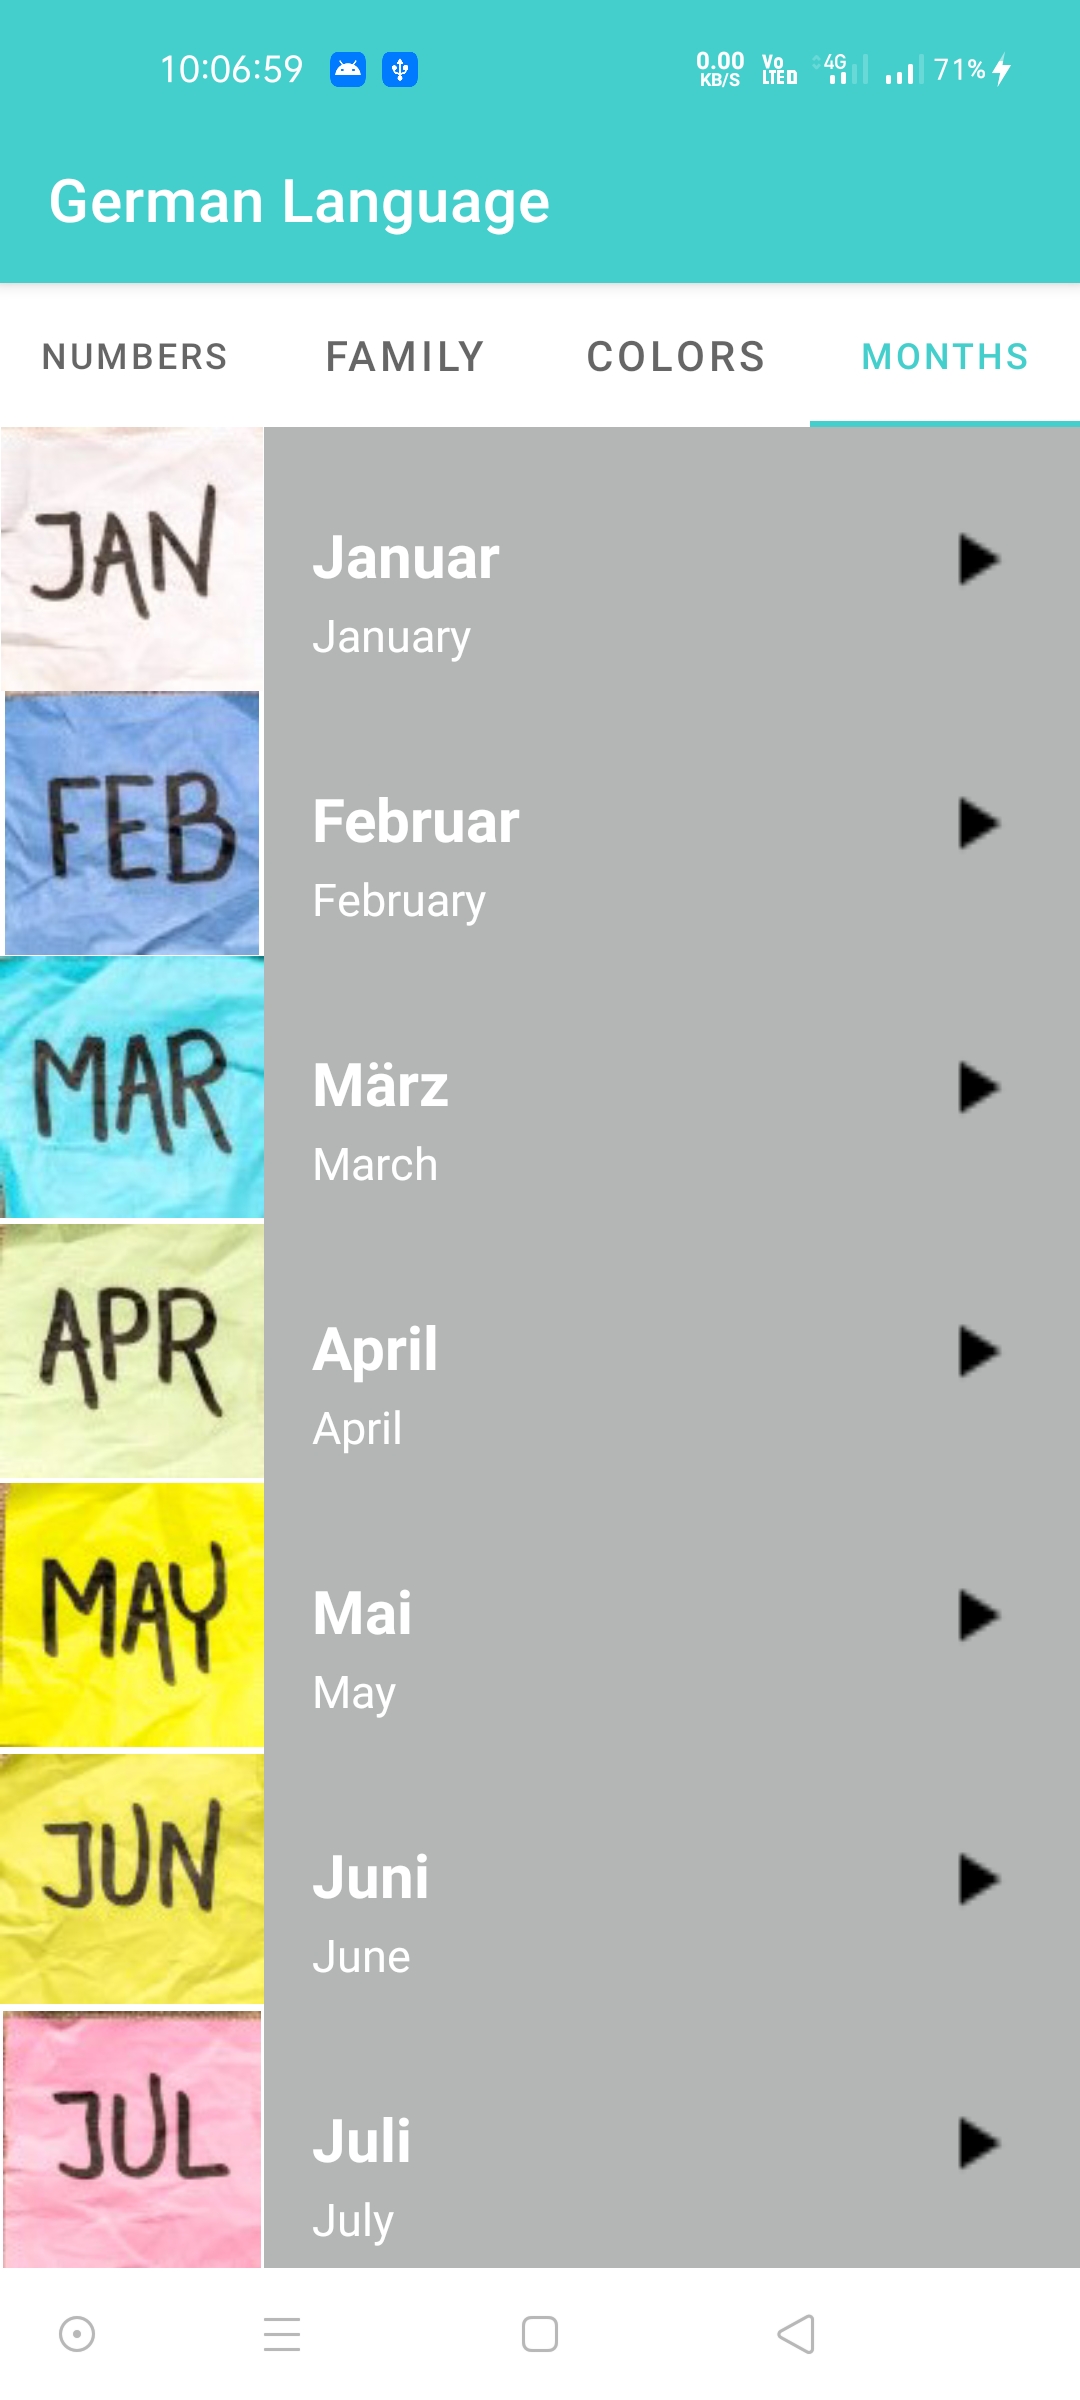 10:06:59 0.00 KB/S Vo LTE 4G 71%
German Language
NUMBERS FAMILY COLORS MONTHS
JAN
Januar
January
FEB
Februar
February
MAR
März
March
APR
April
April
MAY
Mai
May
JUN
Juni
June
JUL
Juli
July